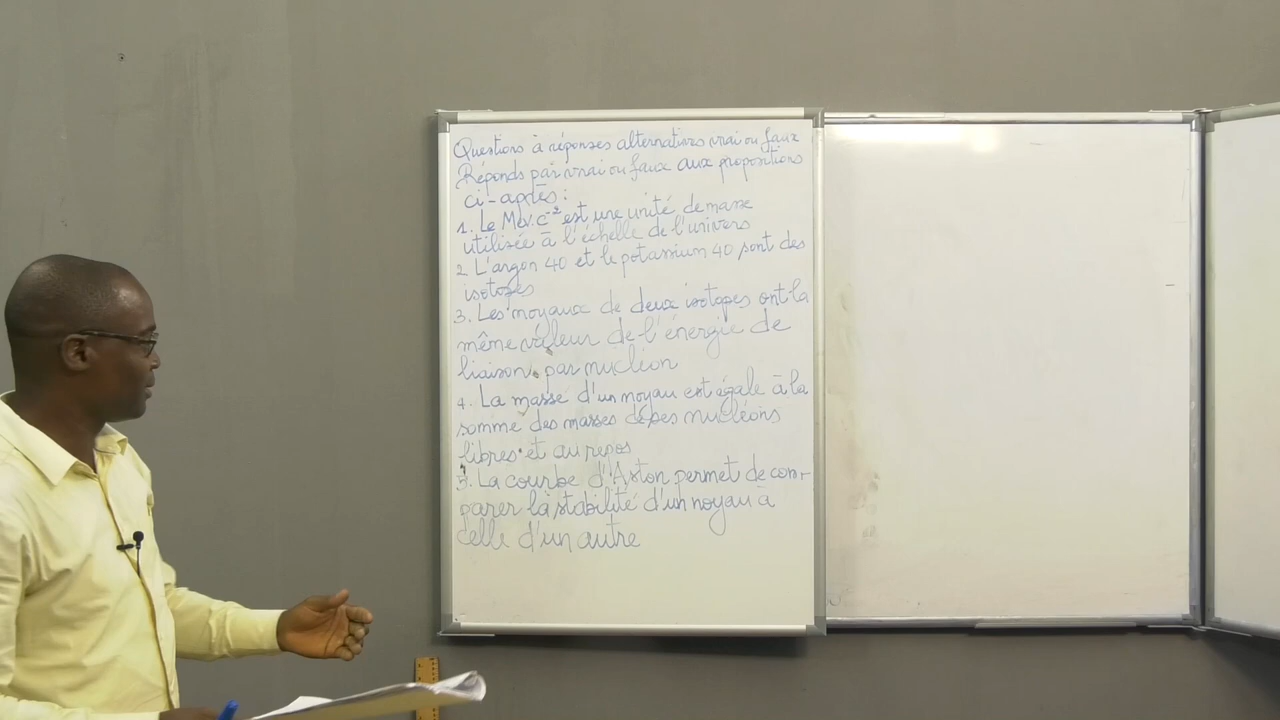 Questions à réponses alternatives vrai ou faux
Réponds par vrai ou faux aux propositions
ci-après :
1. Le Mev.c⁻² est une unité de masse
utilisée à l'échelle de l'univers
2. L'argon 40 et le potassium 40 sont des
isotopes
3. Les noyaux de deux isotopes ont la
même valeur de l'énergie de
liaison par nucléon
4. La masse d'un noyau est égale à la
somme des masses de ses nucléons
libres et au repos
5. La courbe d'Aston permet de com-
parer la stabilité d'un noyau à
celle d'un autre